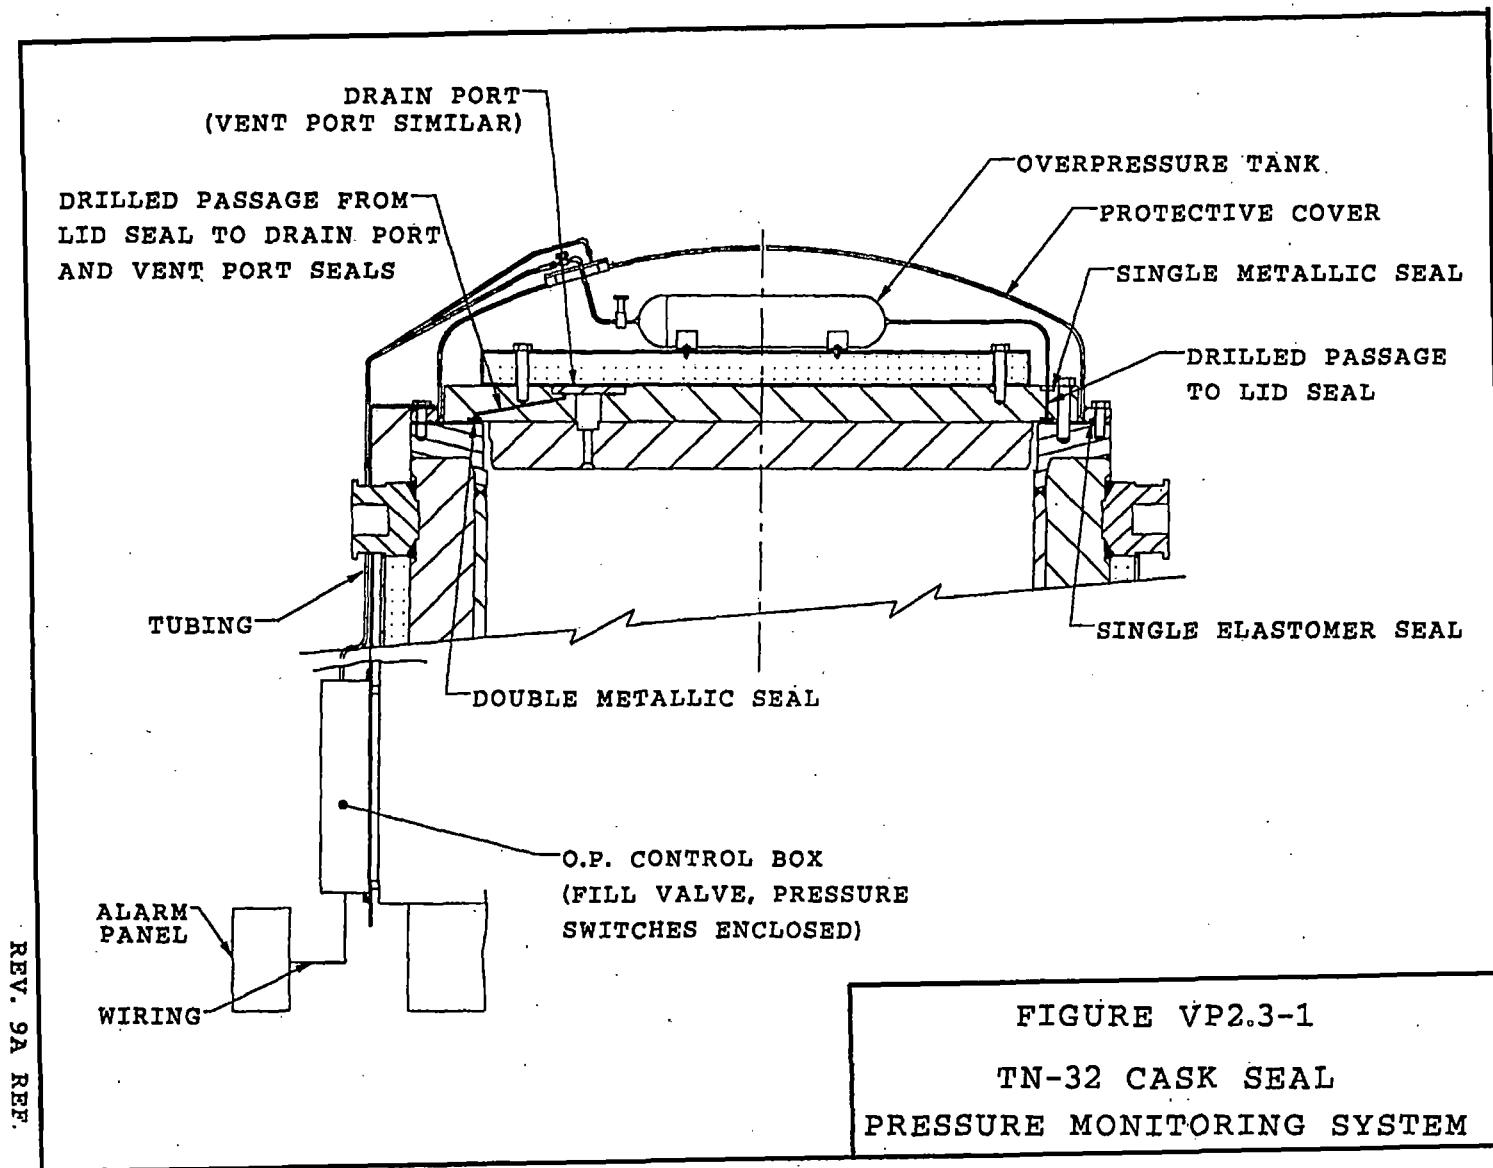 DRAIN PORT
(VENT PORT SIMILAR)
DRILLED PASSAGE FROM
LID SEAL TO DRAIN PORT
AND VENT PORT SEALS
OVERPRESSURE TANK
PROTECTIVE COVER
SINGLE METALLIC SEAL
DRILLED PASSAGE
TO LID SEAL
TUBING
SINGLE ELASTOMER SEAL
DOUBLE METALLIC SEAL
O.P. CONTROL BOX
(FILL VALVE, PRESSURE
SWITCHES ENCLOSED)
ALARM
PANEL
WIRING
REV. 9A REF.
FIGURE VP2.3-1
TN-32 CASK SEAL
PRESSURE MONITORING SYSTEM